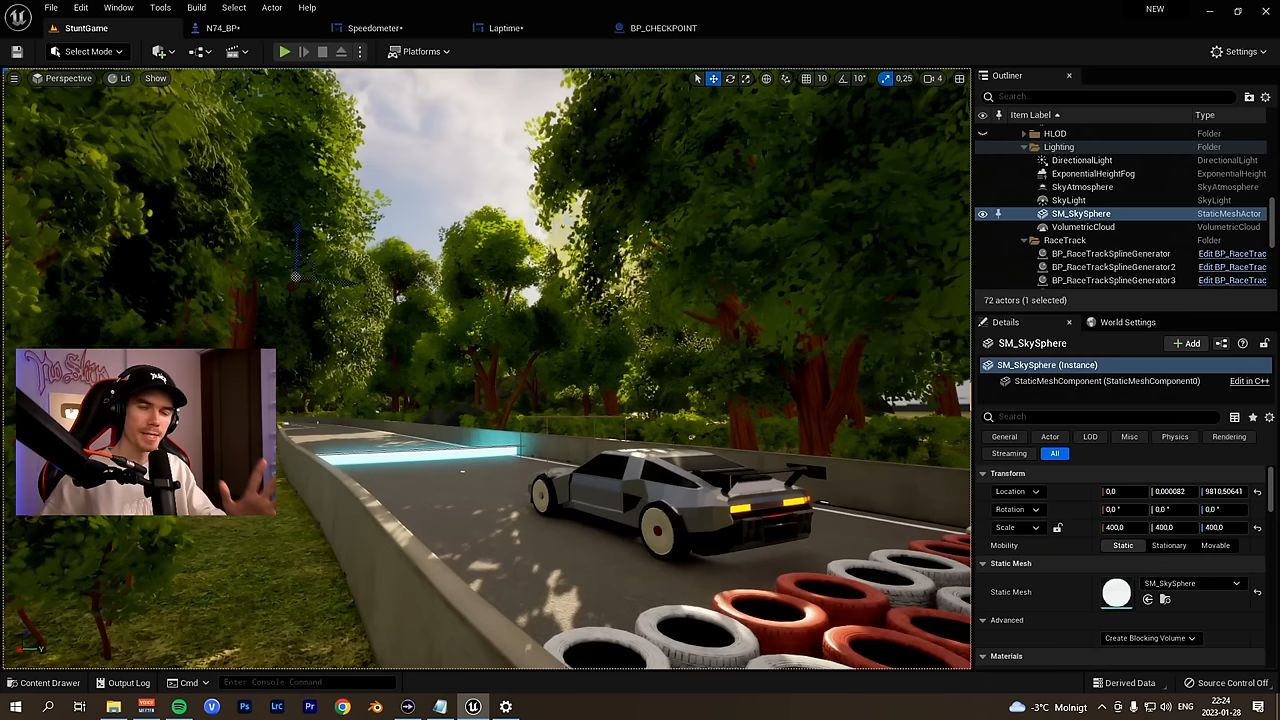 File Edit Window Tools Build Select Actor Help
NEW
StuntGame
N74_BP*
Speedometer*
Laptime*
BP_CHECKPOINT
Select Mode
Platforms
Settings
Perspective
Lit
Show
10
10°
0,25
4
Outliner
Search...
Item Label
Type
HLOD
Folder
Lighting
Folder
DirectionalLight
DirectionalLight
ExponentialHeightFog
ExponentialHeight
SkyAtmosphere
SkyAtmosphere
SkyLight
SkyLight
SM_SkySphere
StaticMeshActor
VolumetricCloud
VolumetricCloud
RaceTrack
Folder
BP_RaceTrackSplineGenerator
Edit BP_RaceTrac
BP_RaceTrackSplineGenerator2
Edit BP_RaceTrac
BP_RaceTrackSplineGenerator3
Edit BP_RaceTrac
72 actors (1 selected)
Details
World Settings
SM_SkySphere
Add
SM_SkySphere (Instance)
StaticMeshComponent (StaticMeshComponent0)
Edit in C++
Search
General
Actor
LOD
Misc
Physics
Rendering
Streaming
All
Transform
Location
0,0
0,000082
Rotation
0,0 °
0,0 °
0,0 °
Scale
400,0
400,0
400,0
Mobility
Static
Stationary
Movable
Static Mesh
Static Mesh
SM_SkySphere
Advanced
Create Blocking Volume
Materials
Content Drawer
Output Log
Cmd
Enter Console Command
Derived Data
Source Control Off
-3°C Molnigt
ENG
22:24
2023-01-28